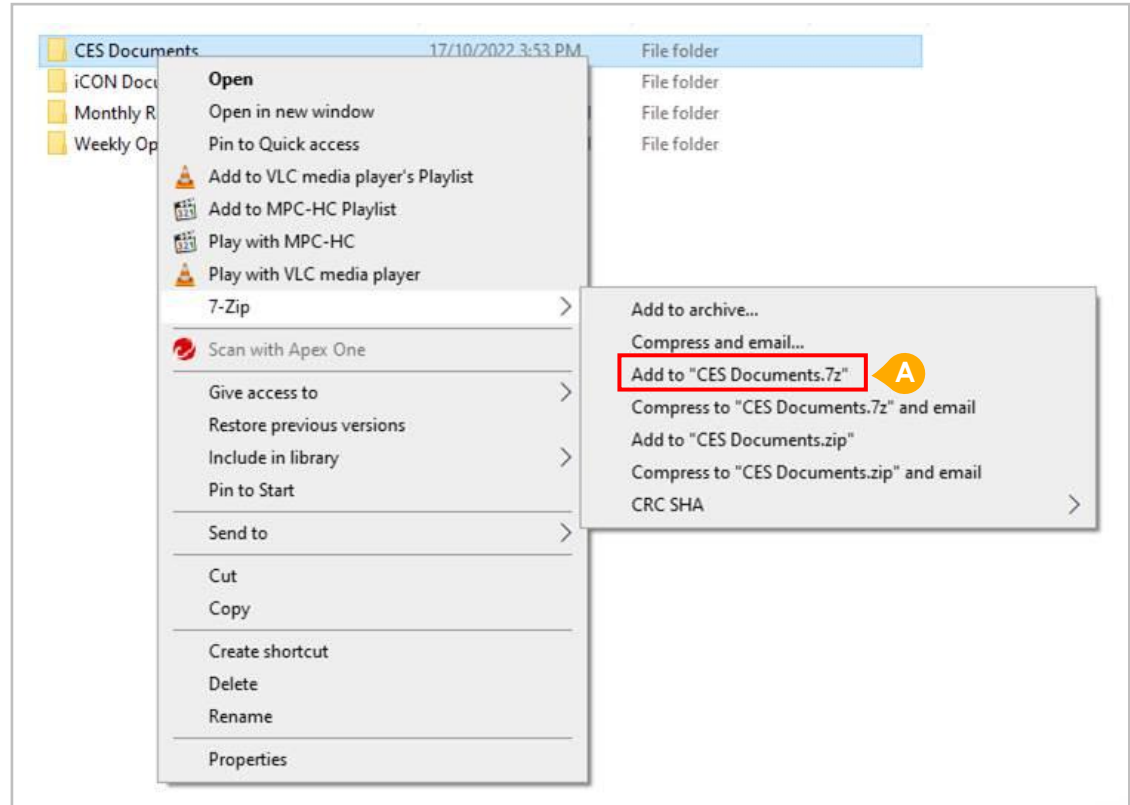 CES Documents 17/10/2022 3:53 PM File folder
iCON Docu File folder
Monthly R File folder
Weekly Op File folder
Open
Open in new window
Pin to Quick access
Add to VLC media player's Playlist
Add to MPC-HC Playlist
Play with MPC-HC
Play with VLC media player
7-Zip
Scan with Apex One
Give access to
Restore previous versions
Include in library
Pin to Start
Send to
Cut
Copy
Create shortcut
Delete
Rename
Properties
Add to archive...
Compress and email...
Add to "CES Documents.7z"
A
Compress to "CES Documents.7z" and email
Add to "CES Documents.zip"
Compress to "CES Documents.zip" and email
CRC SHA